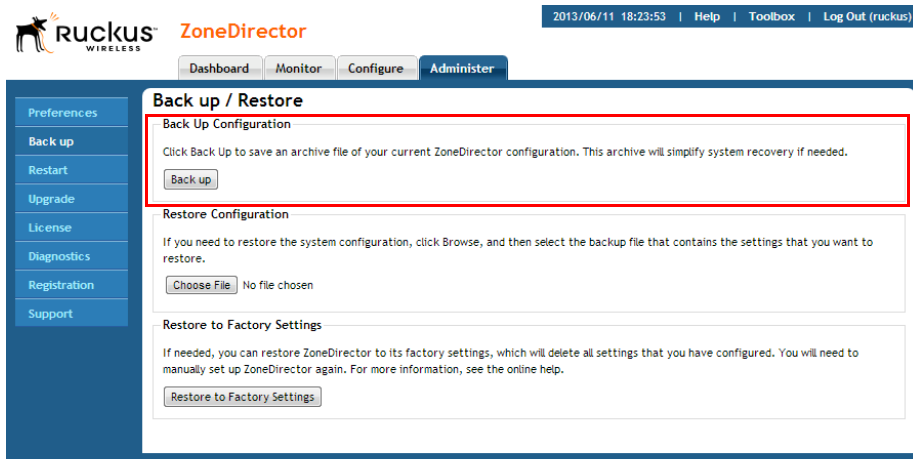 2013/06/11 18:23:53 | Help | Toolbox | Log Out (ruckus)
RUCKUS
WIRELESS
ZoneDirector
Dashboard Monitor Configure Administer
Preferences
Back up
Restart
Upgrade
License
Diagnostics
Registration
Support
Back up / Restore
Back Up Configuration
Click Back Up to save an archive file of your current ZoneDirector configuration. This archive will simplify system recovery if needed.
Back up
Restore Configuration
If you need to restore the system configuration, click Browse, and then select the backup file that contains the settings that you want to
restore.
Choose File No file chosen
Restore to Factory Settings
If needed, you can restore ZoneDirector to its factory settings, which will delete all settings that you have configured. You will need to
manually set up ZoneDirector again. For more information, see the online help.
Restore to Factory Settings